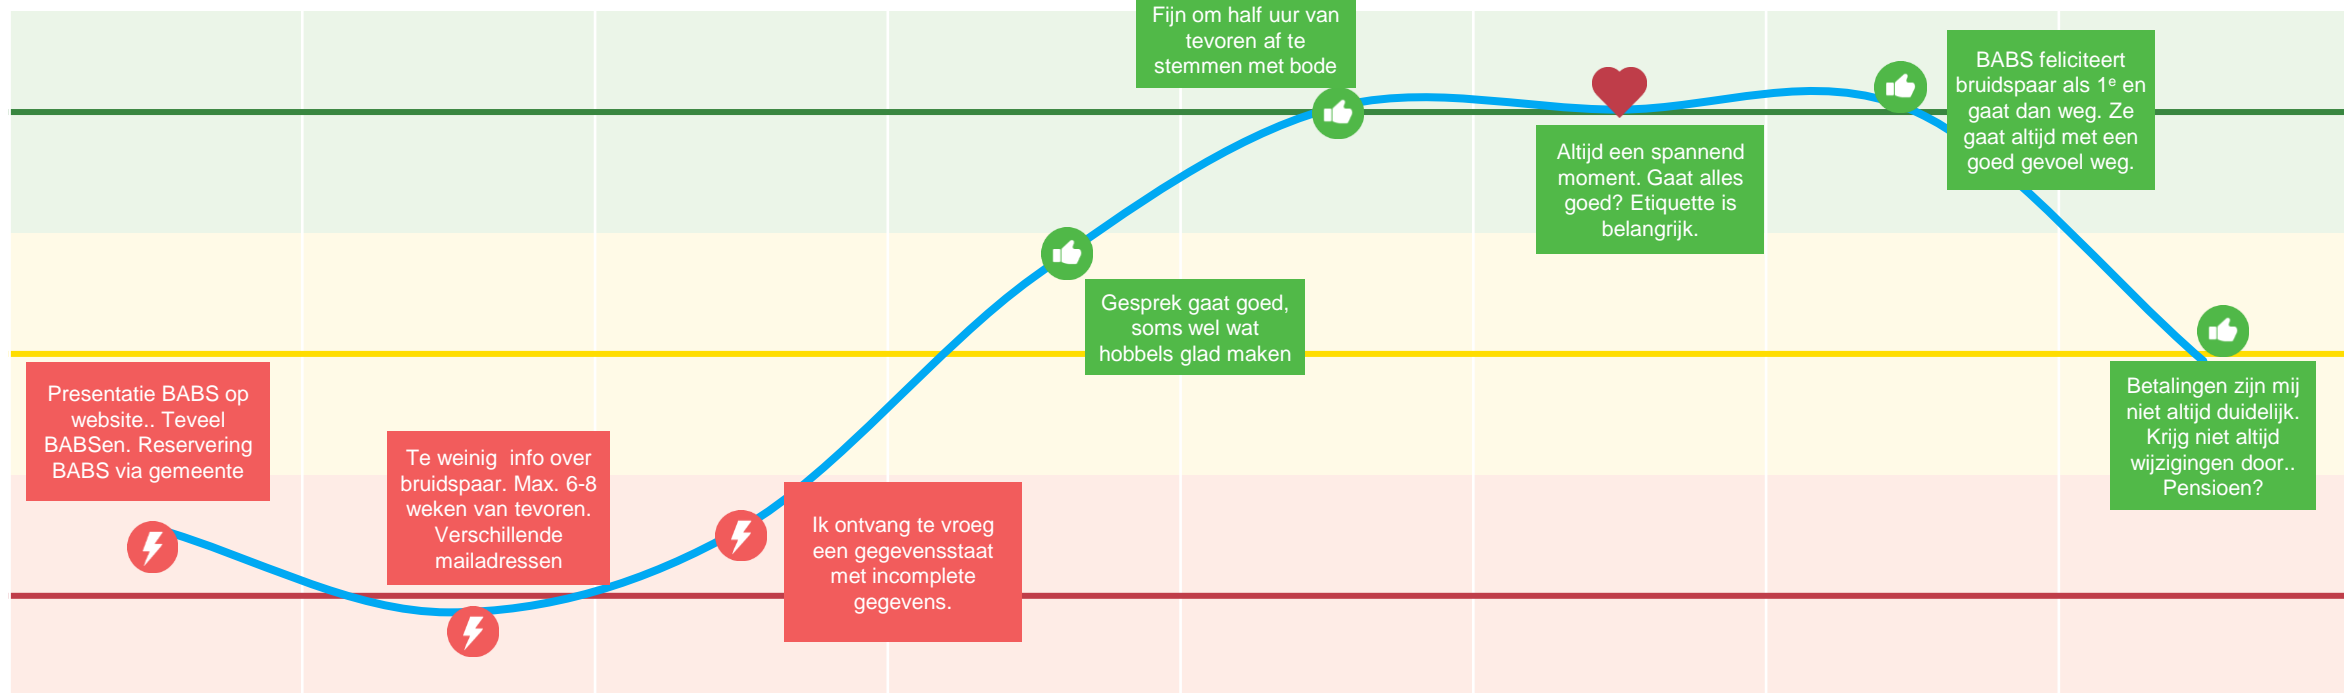 Presentatie BABS op
website.. Teveel
BABSen. Reservering
BABS via gemeente
Te weinig  info over
bruidspaar. Max. 6-8
weken van tevoren.
Verschillende
mailadressen
Ik ontvang te vroeg
een gegevensstaat
met incomplete
gegevens.
Gesprek gaat goed,
soms wel wat
hobbels glad maken
Fijn om half uur van
tevoren af te
stemmen met bode
Altijd een spannend
moment. Gaat alles
goed? Etiquette is
belangrijk.
BABS feliciteert
bruidspaar als 1ᵉ en
gaat dan weg. Ze
gaat altijd met een
goed gevoel weg.
Betalingen zijn mij
niet altijd duidelijk.
Krijg niet altijd
wijzigingen door..
Pensioen?